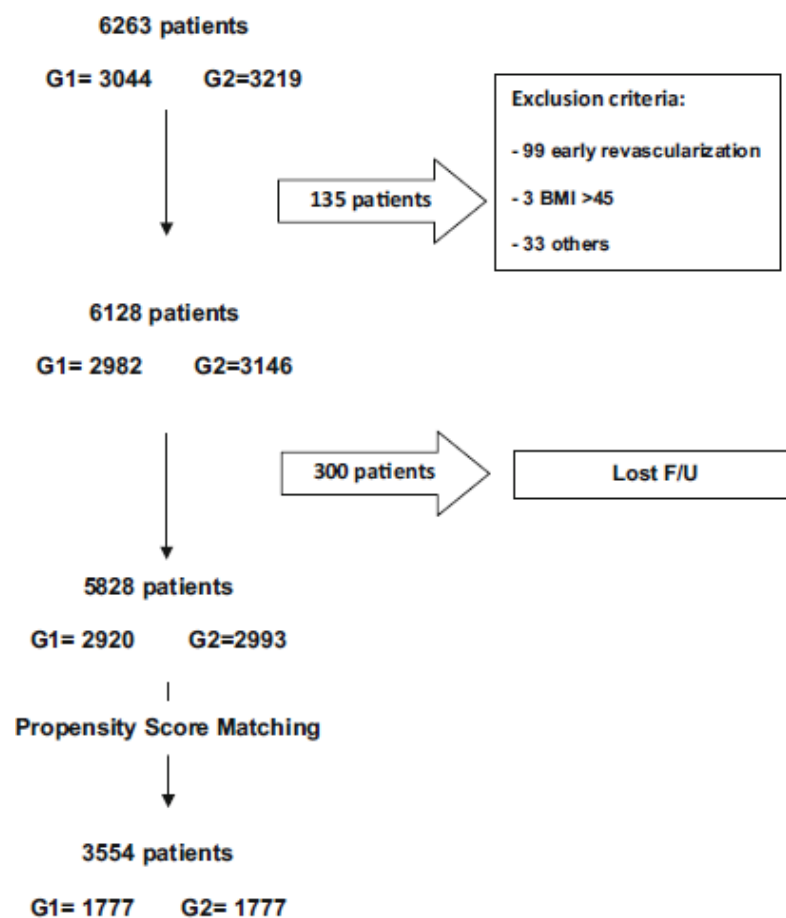 6263 patients
G1= 3044 G2=3219
Exclusion criteria:
- 99 early revascularization
- 3 BMI >45
- 33 others
135 patients
6128 patients
G1= 2982 G2=3146
300 patients
Lost F/U
5828 patients
G1= 2920 G2=2993
Propensity Score Matching
3554 patients
G1= 1777 G2= 1777